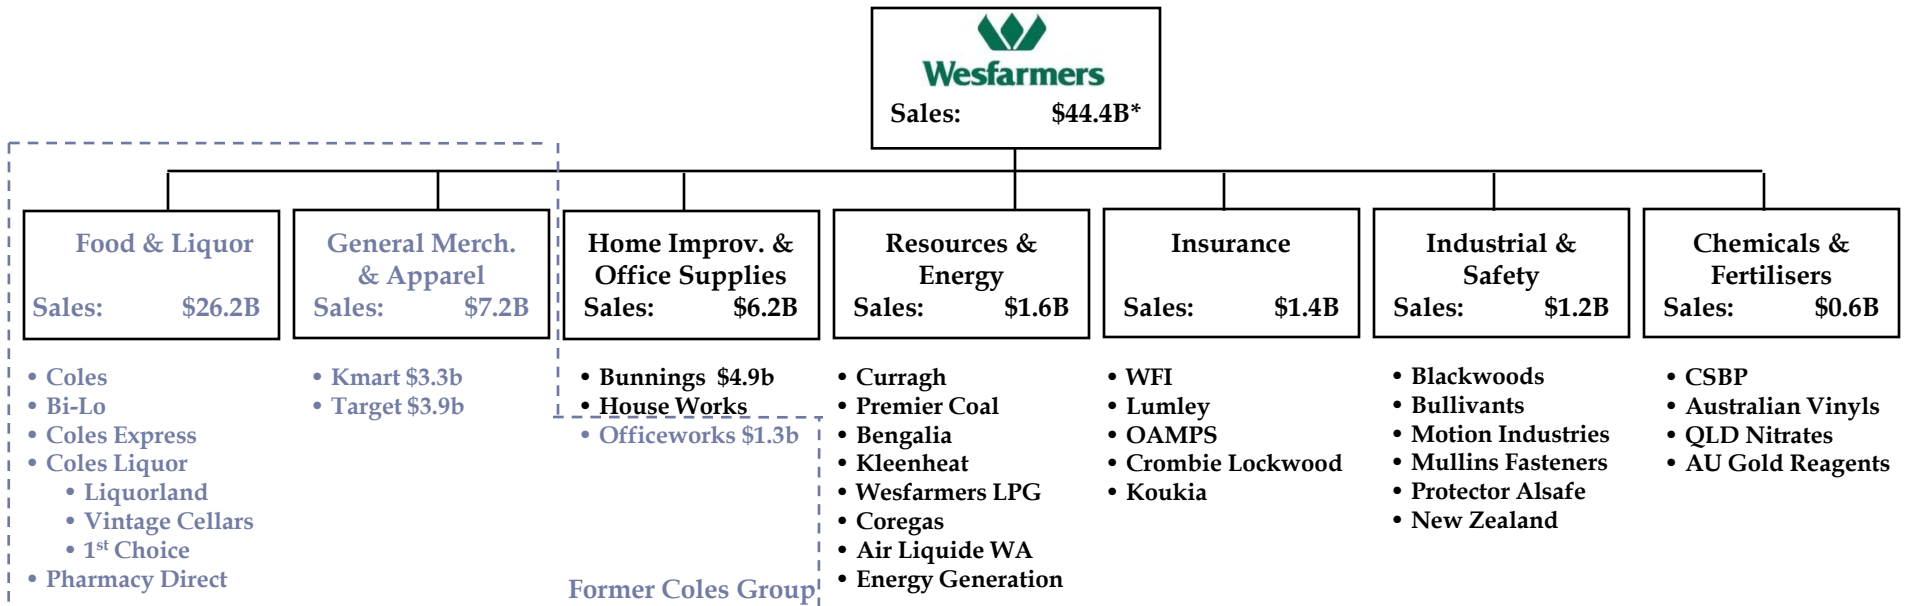 Wesfarmers
Sales: $44.4B*
Food & Liquor
Sales: $26.2B
• Coles
• Bi-Lo
• Coles Express
• Coles Liquor
• Liquorland
• Vintage Cellars
• 1st Choice
• Pharmacy Direct
General Merch.
& Apparel
Sales: $7.2B
• Kmart $3.3b
• Target $3.9b
Home Improv. &
Office Supplies
Sales: $6.2B
• Bunnings $4.9b
• House Works
• Officeworks $1.3b
Former Coles Group
Resources &
Energy
Sales: $1.6B
• Curragh
• Premier Coal
• Bengalla
• Kleenheat
• Wesfarmers LPG
• Coregas
• Air Liquide WA
• Energy Generation
Insurance
Sales: $1.4B
• WFI
• Lumley
• OAMPS
• Crombie Lockwood
• Koukia
Industrial &
Safety
Sales: $1.2B
• Blackwoods
• Bullivants
• Motion Industries
• Mullins Fasteners
• Protector Alsafe
• New Zealand
Chemicals &
Fertilisers
Sales: $0.6B
• CSBP
• Australian Vinyls
• QLD Nitrates
• AU Gold Reagents